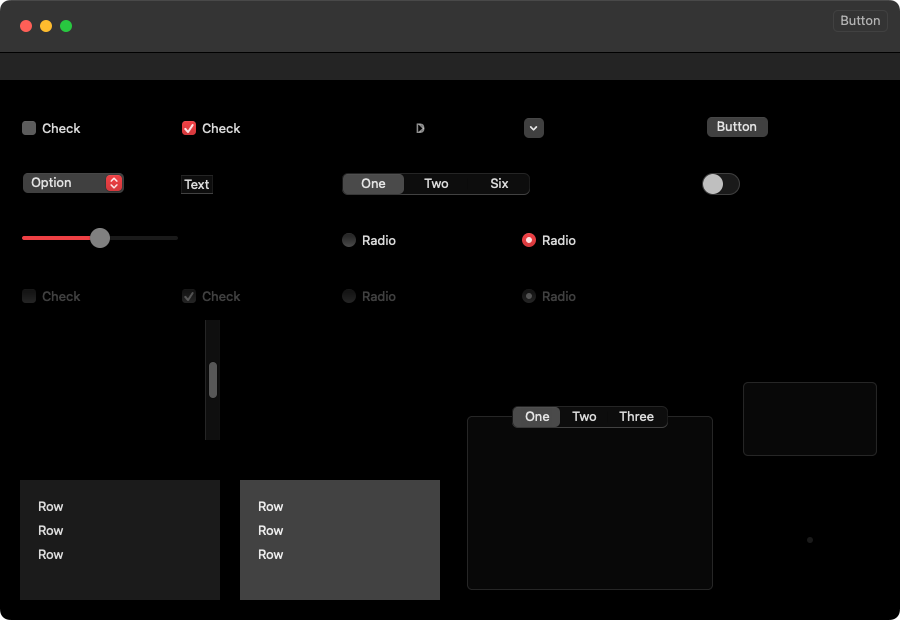 Button
Check
Check
Button
Option
Text
One
Two
Six
Radio
Radio
Check
Check
Radio
Radio
One
Two
Three
Row
Row
Row
Row
Row
Row